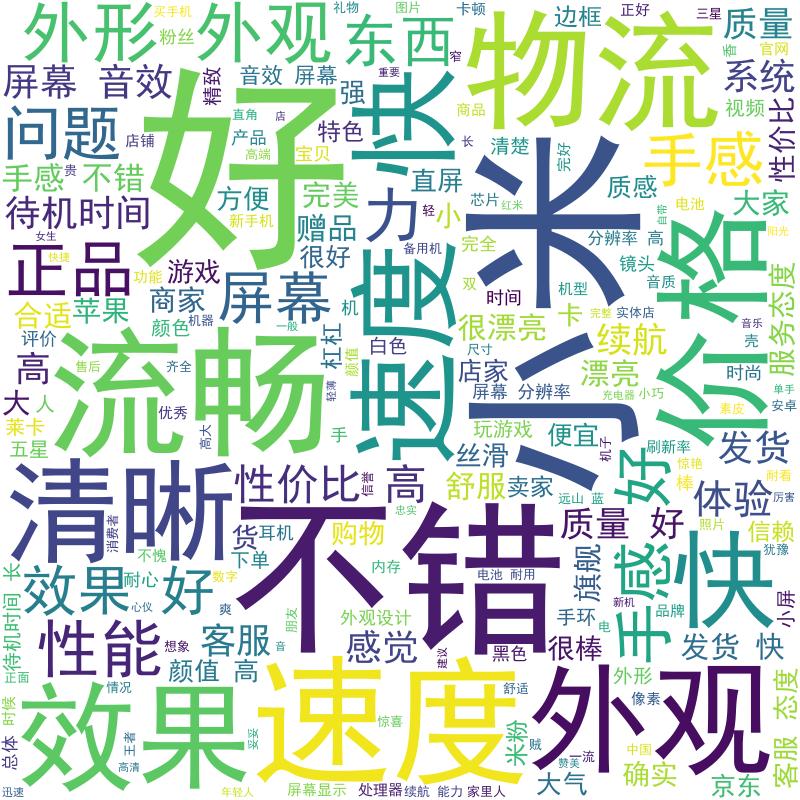 买手机 礼物 图片 卡顿 边框 正好 三星 质量
外形 外观 东西 窄 物流 香 官网
粉丝
屏幕 音效 精致 音效 屏幕 重要 强 快 商品 系统
问题 店铺 直角 店 产品 特色 长 清楚 完好 手感 视频 性价比
好 高端 宝贝
手感 不错 贵 方便 完美 直屏 芯片 红米 质感 电池 大家
待机时间 新手机 赠品 力 轻 小 自带 阳光
女生 很好 备用机 完全 分辨率 高
正品 快捷 功能 游戏 速度 双 小米 镜头 音质 价格 服务态度
合适 苹果 商家 屏幕 机 时间 机型
颜色 机器 一般 很漂亮 卡 完整 实体店 音乐
评价 杠杠 白色 续航 壳
高 流畅 售后 齐全 颜值 尺寸 店家 漂亮 时尚
大 人 优秀 轻薄 屏幕 分辨率 充电器 小巧 单手
莱卡 高大 手 玩游戏 便宜 素皮 安卓
五星 丝滑 机子 刷新率 发货
清晰 性价比 高 信誉 舒服 卖家 好 惊艳 耐看
忠实 远山 蓝 棒 体验 厉害
消费者 货 耳机 购物 不错 质量 好 照片 信赖
不愧 下单 内存 电池 耐用 旗舰 手感 快 犹豫
待机时间 长 效果 好 耐心 数字 小屏
心仪 爽 朋友 外观设计 手环 新机 品牌
性能 想象 客服 音 感觉 建议 黑色 很棒 电 发货 快
颜值 高
时候 情况 舒适 外形 客服 态度
效果 速度 外观 像素
总体 王者 妥妥 惊喜 米粉 贼 一流 中国
高清 赞美 确实 京东
迅速 年轻人 屏幕显示 处理器 续航 能力 家里人 大气